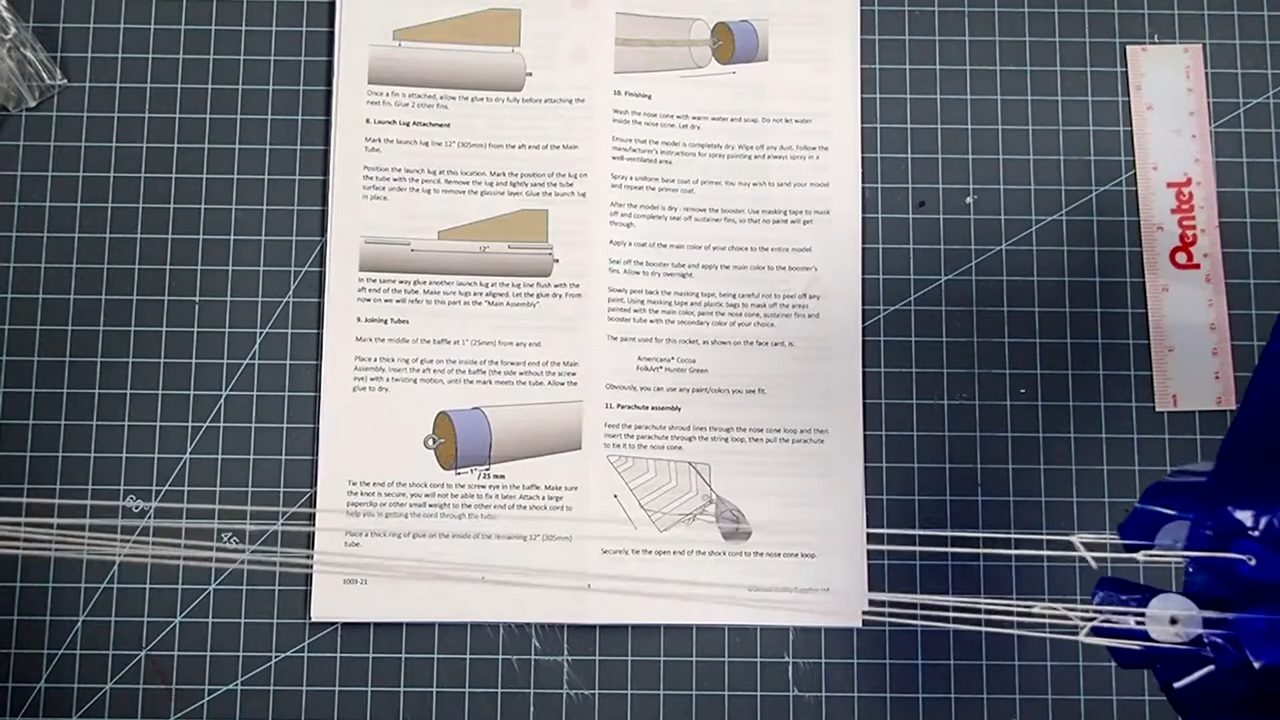 Once a fin is attached, allow the glue to dry fully before attaching the
next fin. Glue 2 other fins.
8. Launch Lug Attachment
Mark the launch lug line 12" (305mm) from the aft end of the Main
Tube.
Position the launch lug at this location. Mark the position of the lug on
the tube with the pencil. Remove the lug and lightly sand the tube
surface under the lug to remove the glassine layer. Glue the launch lug
in place.
12"
In the same way glue another launch lug at the lug line flush with the
aft end of the tube. Make sure lugs are aligned. Let the glue dry. From
now on we will refer to this part as the "Main Assembly".
9. Joining Tubes
Mark the middle of the baffle at 1" (25mm) from any end.
Place a thick ring of glue on the inside of the forward end of the Main
Assembly. Insert the aft end of the baffle (the side without the screw
eye) with a twisting motion, until the mark meets the tube. Allow the
glue to dry.
1"/25 mm
Tie the end of the shock cord to the screw eye in the baffle. Make sure
the knot is secure, you will not be able to fix it later. Attach a large
paperclip or other small weight to the other end of the shock cord to
help you in getting the cord through the tube.
Place a thick ring of glue on the inside of the remaining 12" (305mm)
tube.
1003-21
10. Finishing
Wash the nose cone with warm water and soap. Do not let water
inside the nose cone. Let dry.
Ensure that the model is completely dry. Wipe off any dust. Follow the
manufacturer's instructions for spray painting and always spray in a
well-ventilated area.
Spray a uniform base coat of primer. You may wish to sand your model
and repeat the primer coat.
After the model is dry - remove the booster. Use masking tape to mask
off and completely seal off sustainer fins, so that no paint will get
through.
Apply a coat of the main color of your choice to the entire model.
Seal off the booster tube and apply the main color to the booster's
fins. Allow to dry overnight.
Slowly peel back the masking tape, being careful not to peel off any
paint. Using masking tape and plastic bags to mask off the areas
painted with the main color, paint the nose cone, sustainer fins and
booster tube with the secondary color of your choice.
The paint used for this rocket, as shown on the face card, is:
Americana® Cocoa
FolkArt® Hunter Green
Obviously, you can use any paint/colors you see fit.
11. Parachute assembly
Feed the parachute shroud lines through the nose cone loop and then
insert the parachute through the string loop, then pull the parachute
to tie it to the nose cone.
Securely, tie the open end of the shock cord to the nose cone loop.
60°
45°
Pentel